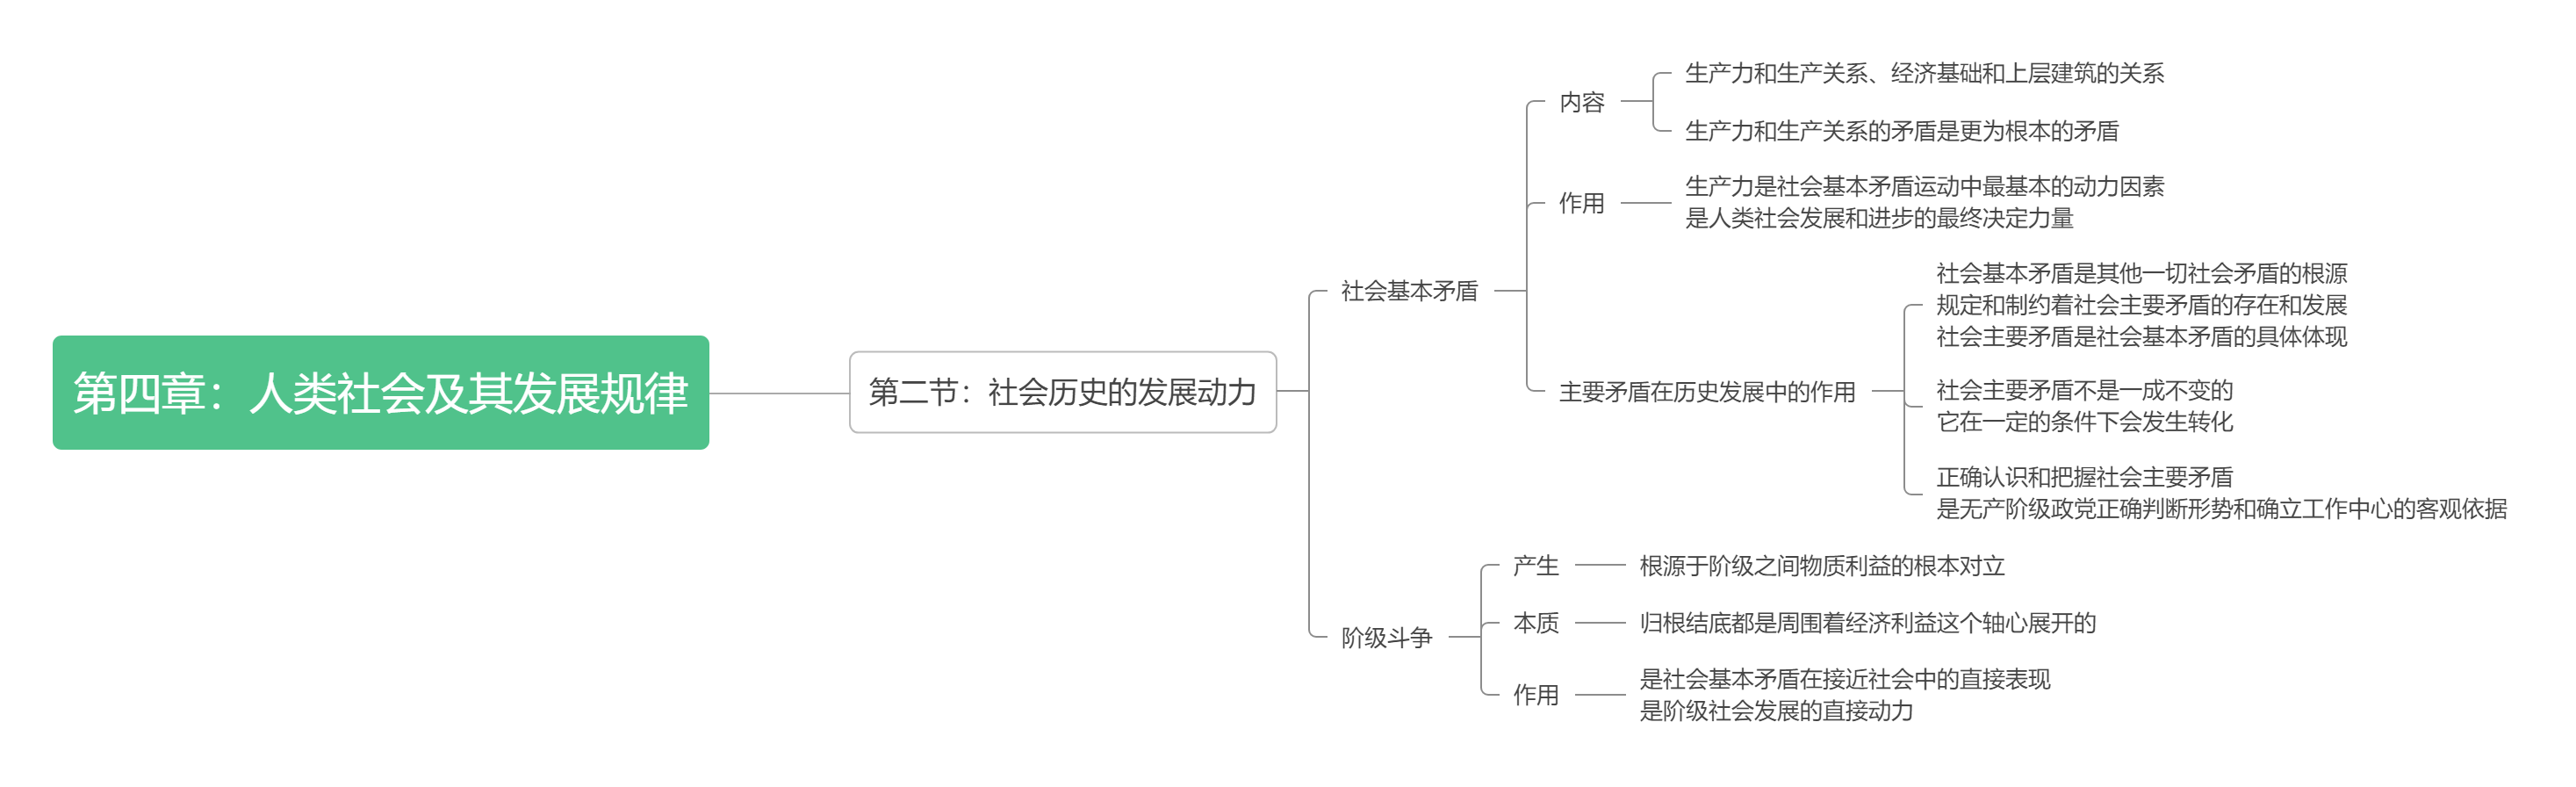 第四章：人类社会及其发展规律
第二节：社会历史的发展动力
社会基本矛盾
内容
生产力和生产关系、经济基础和上层建筑的关系
生产力和生产关系的矛盾是更为根本的矛盾
作用
生产力是社会基本矛盾运动中最基本的动力因素
是人类社会发展和进步的最终决定力量
主要矛盾在历史发展中的作用
社会基本矛盾是其他一切社会矛盾的根源
规定和制约着社会主要矛盾的存在和发展
社会主要矛盾是社会基本矛盾的具体体现
社会主要矛盾不是一成不变的
它在一定的条件下会发生转化
正确认识和把握社会主要矛盾
是无产阶级政党正确判断形势和确立工作中心的客观依据
阶级斗争
产生
根源于阶级之间物质利益的根本对立
本质
归根结底都是周围着经济利益这个轴心展开的
作用
是社会基本矛盾在接近社会中的直接表现
是阶级社会发展的直接动力